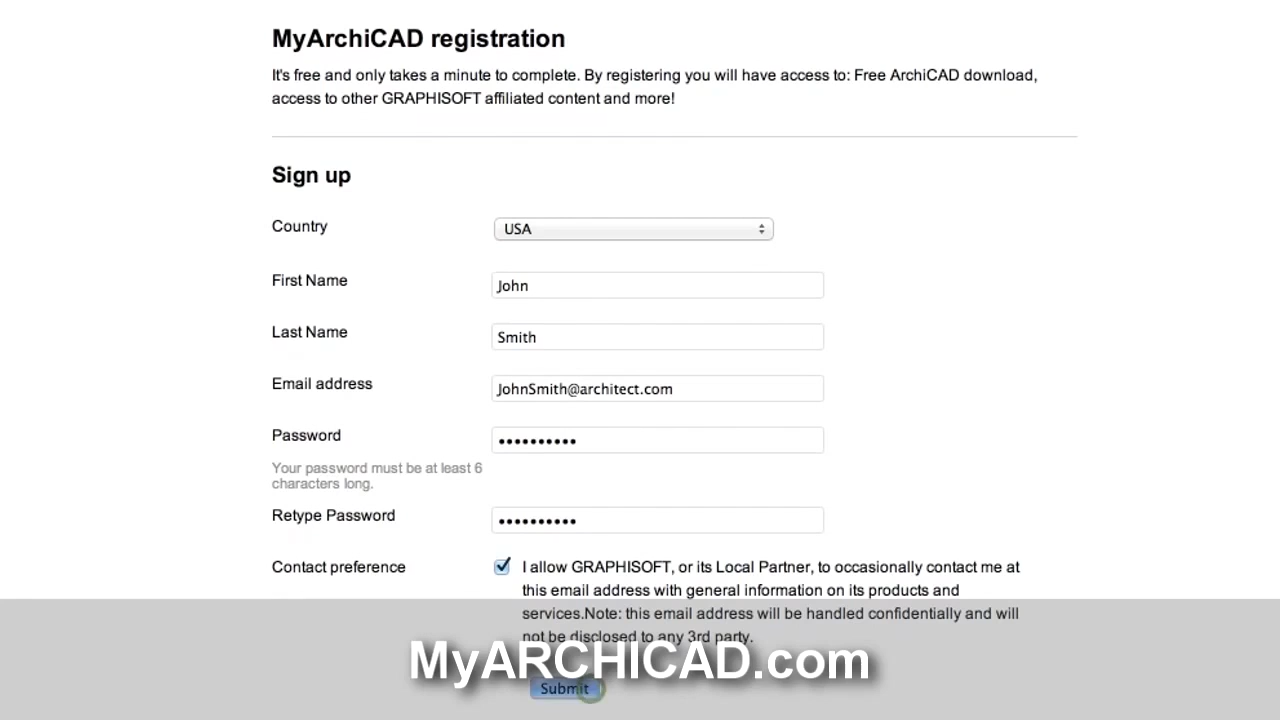 MyArchiCAD registration
It's free and only takes a minute to complete. By registering you will have access to: Free ArchiCAD download,
access to other GRAPHISOFT affiliated content and more!
Sign up
Country
USA
First Name
John
Last Name
Smith
Email address
JohnSmith@architect.com
Password
••••••••••
Your password must be at least 6
characters long.
Retype Password
••••••••••
Contact preference
I allow GRAPHISOFT, or its Local Partner, to occasionally contact me at
this email address with general information on its products and
services.Note: this email address will be handled confidentially and will
not be disclosed to any 3rd party.
MyARCHICAD.com
Submit